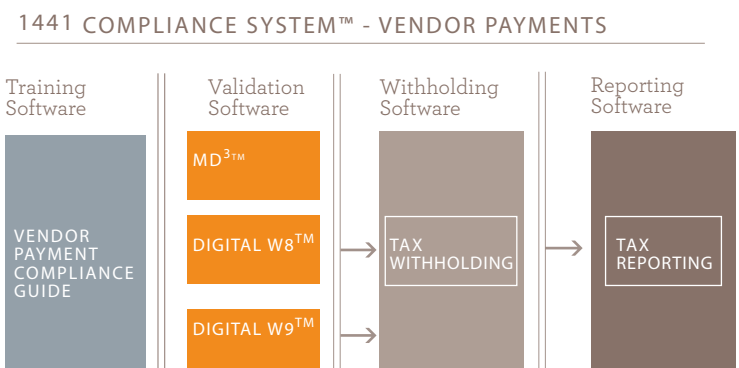 1441 COMPLIANCE SYSTEM™ - VENDOR PAYMENTS
Training
Software
Validation
Software
Withholding
Software
Reporting
Software
VENDOR
PAYMENT
COMPLIANCE
GUIDE
MD³™
DIGITAL W8™
DIGITAL W9™
TAX
WITHHOLDING
TAX
REPORTING